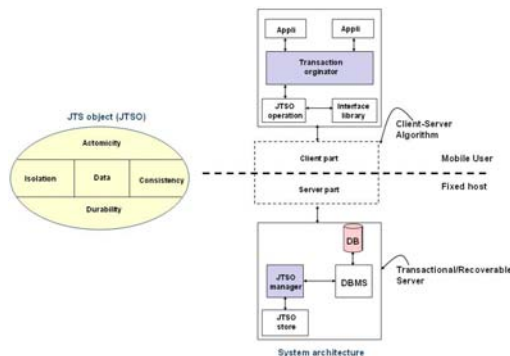 Appli
Appli
Transaction
orginator
JTSO
operation
Interface
library
JTS object (JTSO)
Astomicity
Isolation
Data
Consistency
Durability
Client-Server
Algorithm
Client part
Mobile User
Server part
Fixed host
DB
JTSO
manager
DBMS
Transactional/Recoverable
Server
JTSO
store
System architecture